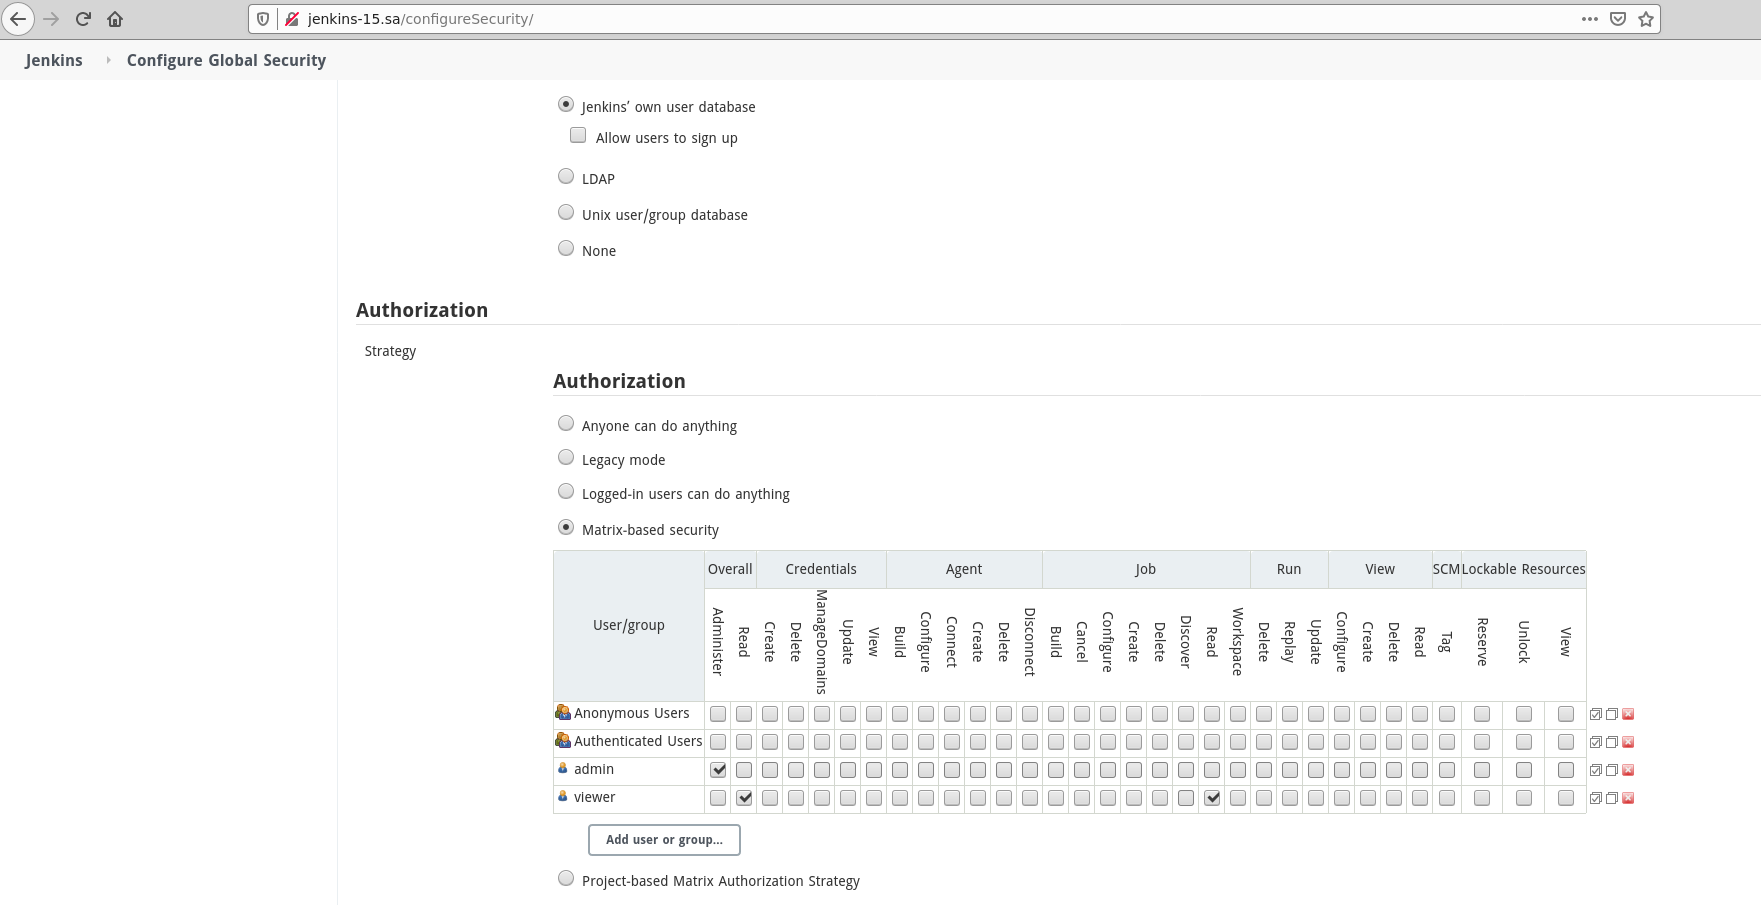 jenkins-15.sa/configureSecurity/
Jenkins Configure Global Security
Jenkins' own user database
Allow users to sign up
LDAP
Unix user/group database
None
Authorization
Strategy
Authorization
Anyone can do anything
Legacy mode
Logged-in users can do anything
Matrix-based security
User/group Overall Credentials Agent Job Run View SCM Lockable Resources
Administer Read Create Delete ManageDomains Update View Build Configure Connect Create Delete Disconnect Build Cancel Configure Create Delete Discover Read Workspace Delete Replay Update Configure Create Delete Read Tag Reserve Unlock View
Anonymous Users
Authenticated Users
admin
viewer
Add user or group...
Project-based Matrix Authorization Strategy